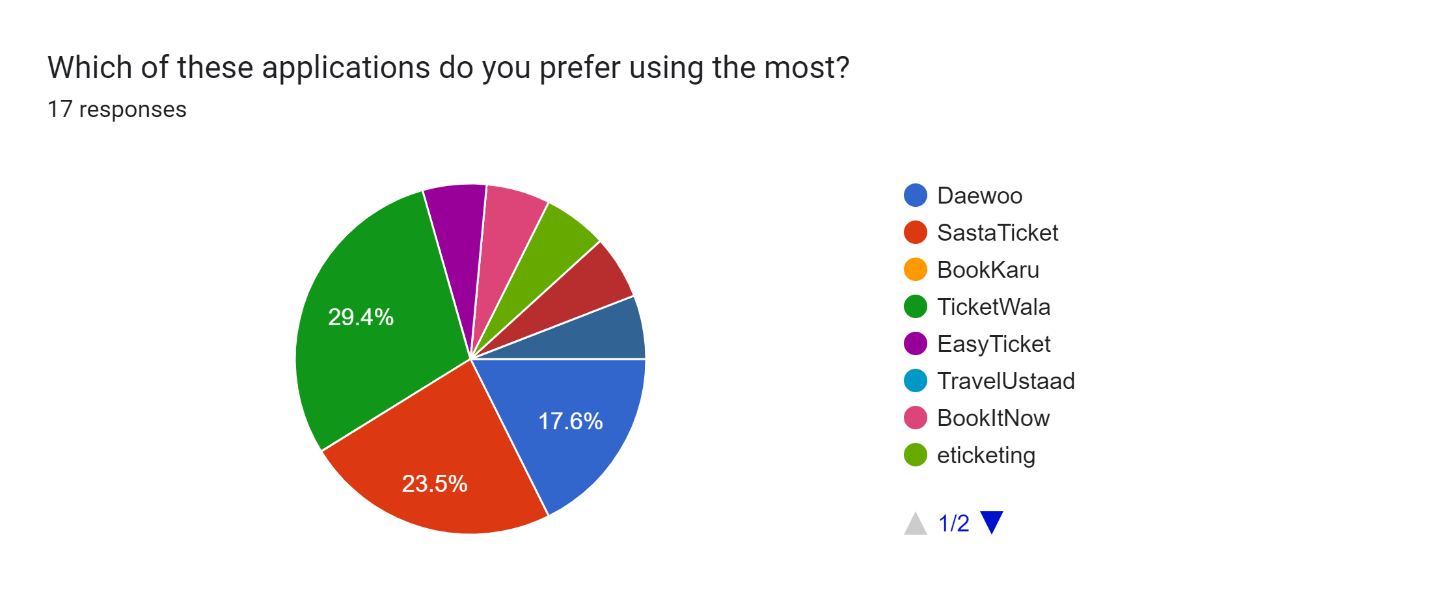 Which of these applications do you prefer using the most?
17 responses
29.4%
17.6%
23.5%
Daewoo
SastaTicket
BookKaru
TicketWala
EasyTicket
TravelUstaad
BookItNow
eticketing
1/2